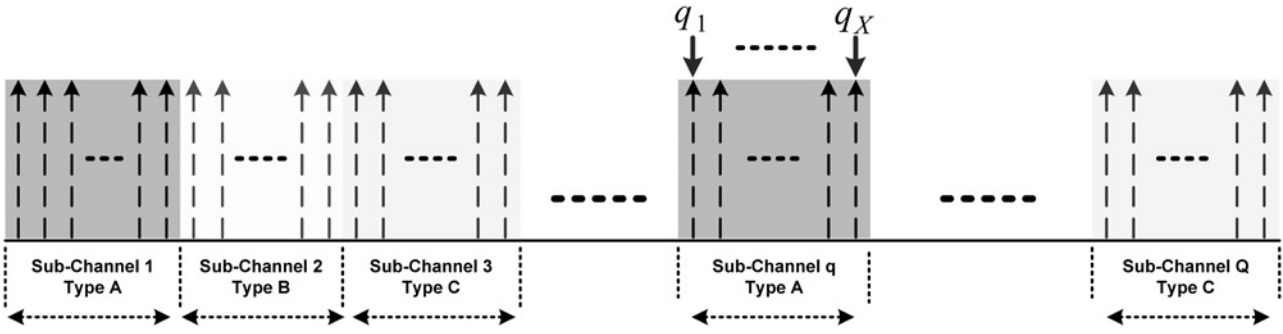 q1 qX
Sub-Channel 1
Type A
Sub-Channel 2
Type B
Sub-Channel 3
Type C
Sub-Channel q
Type A
Sub-Channel Q
Type C